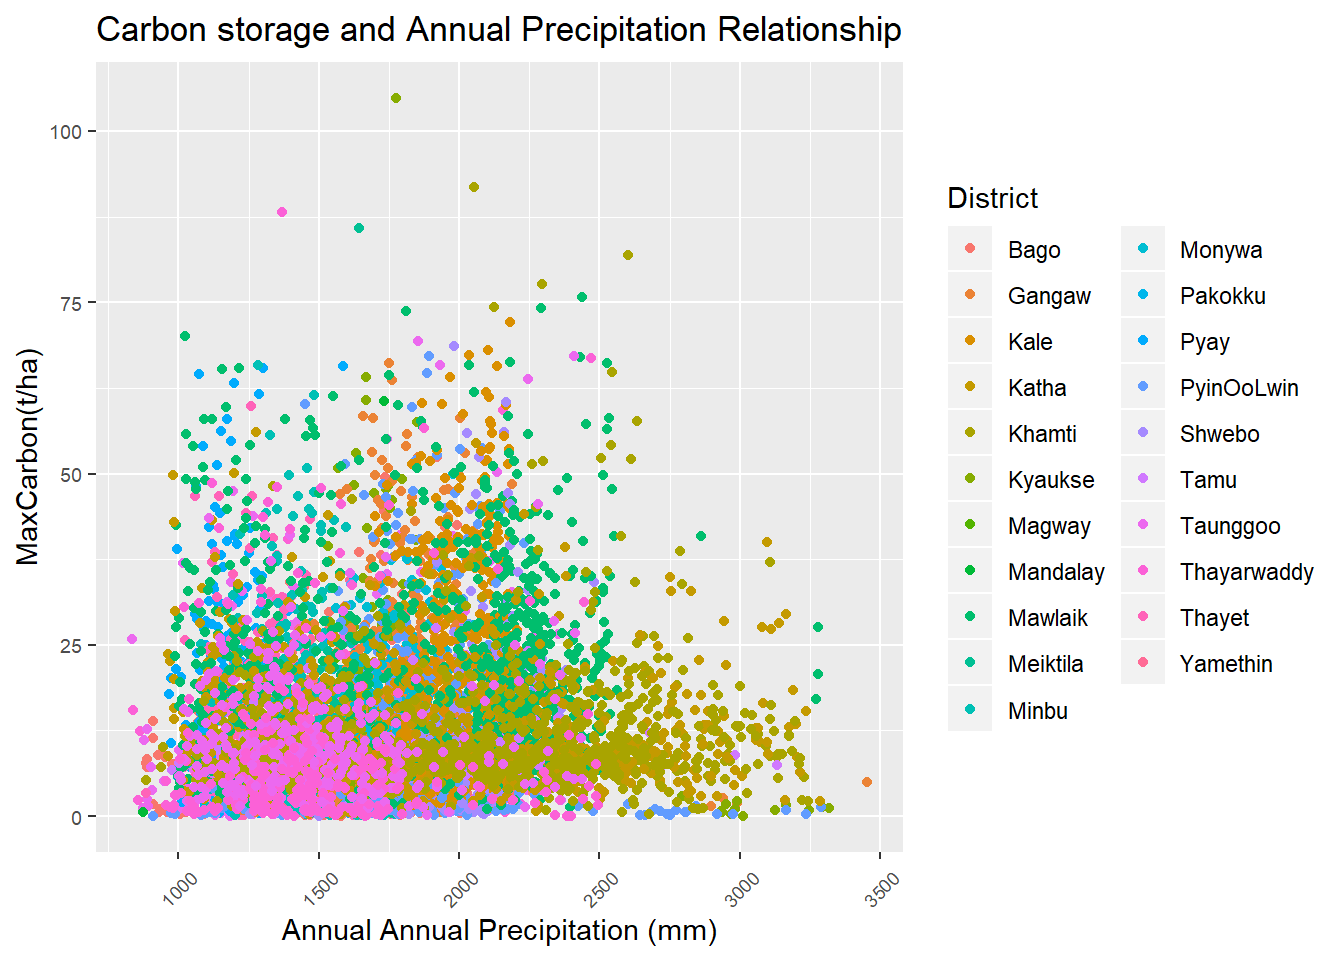 Carbon storage and Annual Precipitation Relationship
MaxCarbon(t/ha)
100
75
50
25
0
1000
1500
2000
2500
3000
3500
Annual Annual Precipitation (mm)
District
Bago
Gangaw
Kale
Katha
Khamti
Kyaukse
Magway
Mandalay
Mawlaik
Meiktila
Minbu
Monywa
Pakokku
Pyay
PyinOoLwin
Shwebo
Tamu
Taunggoo
Thayarwaddy
Thayet
Yamethin